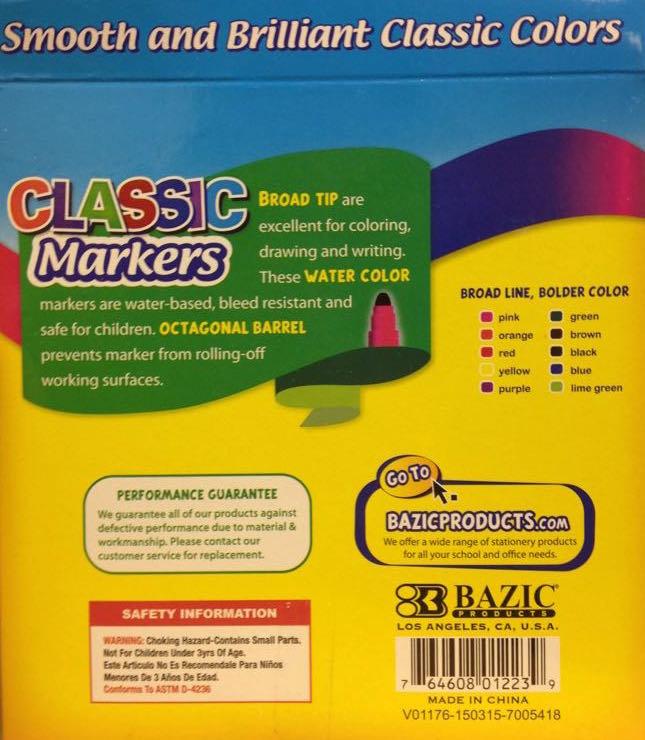 Smooth and Brilliant Classic Colors
CLASSIC
Markers
BROAD TIP are
excellent for coloring,
drawing and writing.
These WATER COLOR
markers are water-based, bleed resistant and
safe for children. OCTAGONAL BARREL
prevents marker from rolling-off
working surfaces.
BROAD LINE, BOLDER COLOR
pink
orange
red
yellow
purple
green
brown
black
blue
lime green
PERFORMANCE GUARANTEE
We guarantee all of our products against
defective performance due to material &
workmanship. Please contact our
customer service for replacement.
GO TO
BAZICPRODUCTS.COM
We offer a wide range of stationery products
for all your school and office needs.
SAFETY INFORMATION
WARNING: Choking Hazard-Contains Small Parts.
Not For Children Under 3yrs Of Age.
Este Articulo No Es Recomendale Para Niños
Menores De 3 Años De Edad.
Conforms To ASTM D-4236
BAZIC®
PRODUCTS
LOS ANGELES, CA, U.S.A.
7 64608 01223 9
MADE IN CHINA
V01176-150315-7005418